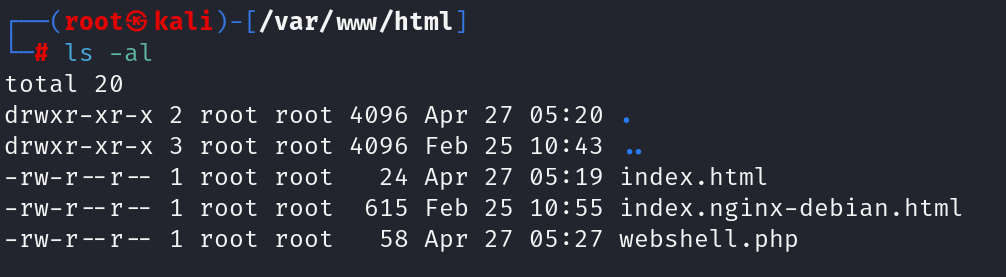 ┌──(root㉿kali)-[/var/www/html]
└─# ls -al
total 20
drwxr-xr-x 2 root root 4096 Apr 27 05:20 .
drwxr-xr-x 3 root root 4096 Feb 25 10:43 ..
-rw-r--r-- 1 root root   24 Apr 27 05:19 index.html
-rw-r--r-- 1 root root  615 Feb 25 10:55 index.nginx-debian.html
-rw-r--r-- 1 root root   58 Apr 27 05:27 webshell.php